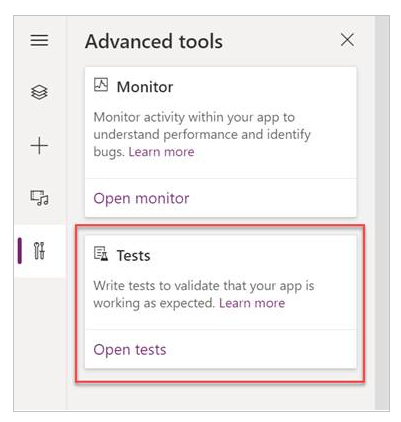 Advanced tools
Monitor
Monitor activity within your app to
understand performance and identify
bugs. Learn more
Open monitor
Tests
Write tests to validate that your app is
working as expected. Learn more
Open tests